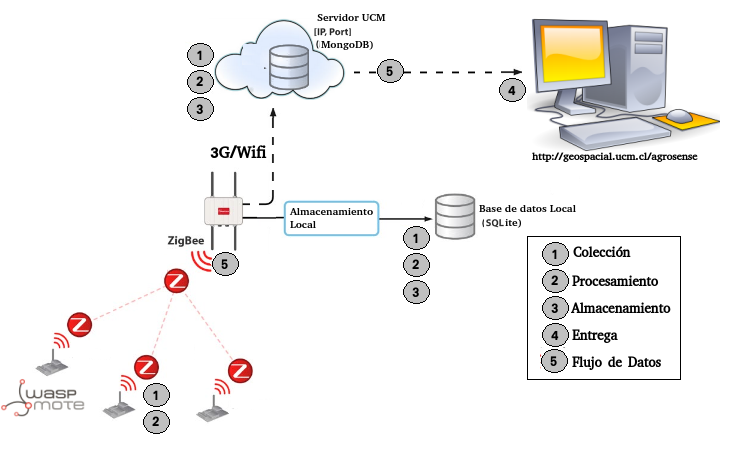 Servidor UCM
[IP, Port]
(MongoDB)
1
2
3
5
4
http://geospacial.ucm.cl/agrosense
3G/Wifi
Almacenamiento
Local
Base de datos Local
(SQLite)
1
2
3
ZigBee
5
Z
Z
Z
Z
wasp
mote
1
2
1 Colección
2 Procesamiento
3 Almacenamiento
4 Entrega
5 Flujo de Datos